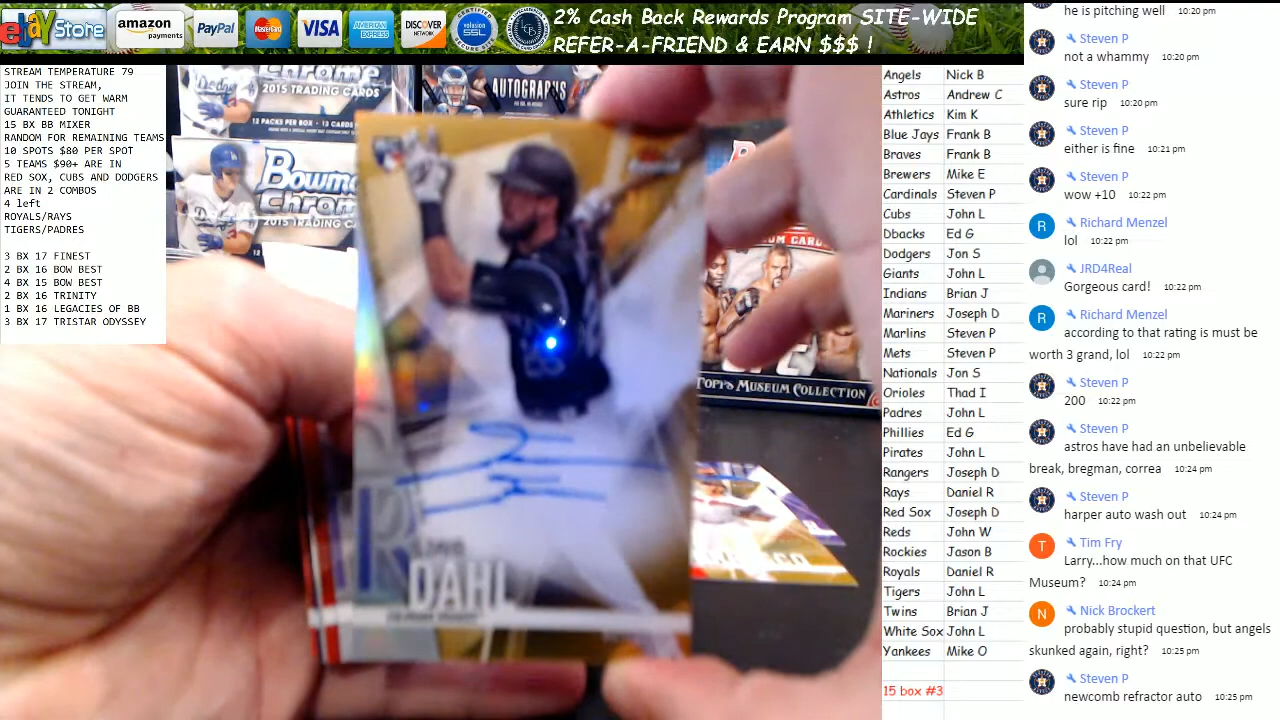 ebay Store
amazon
payments
PayPal
MasterCard
VISA
AMERICAN
EXPRESS
DISCOVER
NETWORK
CERTIFIED
volusion
SSL
2% Cash Back Rewards Program SITE-WIDE
REFER-A-FRIEND & EARN $$$ !
STREAM TEMPERATURE 79
JOIN THE STREAM,
IT TENDS TO GET WARM
GUARANTEED TONIGHT
15 BX BB MIXER
RANDOM FOR REMAINING TEAMS
10 SPOTS $80 PER SPOT
5 TEAMS $90+ ARE IN
RED SOX, CUBS AND DODGERS
ARE IN 2 COMBOS
4 left
ROYALS/RAYS
TIGERS/PADRES
3 BX 17 FINEST
2 BX 16 BOW BEST
4 BX 15 BOW BEST
2 BX 16 TRINITY
1 BX 16 LEGACIES OF BB
3 BX 17 TRISTAR ODYSSEY
Chrome
2015 TRADING CARDS
AUTOGRAPHS
Bowm
Chrom
2015 TRADING C
DAHL
TOPPS MUSEUM COLLECTION
Angels Nick B
Astros Andrew C
Athletics Kim K
Blue Jays Frank B
Braves Frank B
Brewers Mike E
Cardinals Steven P
Cubs John L
Dbacks Ed G
Dodgers Jon S
Giants John L
Indians Brian J
Mariners Joseph D
Marlins Steven P
Mets Steven P
Nationals Jon S
Orioles Thad I
Padres John L
Phillies Ed G
Pirates John L
Rangers Joseph D
Rays Daniel R
Red Sox Joseph D
Reds John W
Rockies Jason B
Royals Daniel R
Tigers John L
Twins Brian J
White Sox John L
Yankees Mike O
15 box #3
he is pitching well 10:20 pm
Steven P
not a whammy 10:20 pm
Steven P
sure rip 10:20 pm
Steven P
either is fine 10:21 pm
Steven P
wow +10 10:22 pm
R Richard Menzel
lol 10:22 pm
JRD4Real
Gorgeous card! 10:22 pm
R Richard Menzel
according to that rating is must be
worth 3 grand, lol 10:22 pm
Steven P
200 10:22 pm
Steven P
astros have had an unbelievable
break, bregman, correa 10:24 pm
Steven P
harper auto wash out 10:24 pm
T Tim Fry
Larry...how much on that UFC
Museum? 10:24 pm
N Nick Brockert
probably stupid question, but angels
skunked again, right? 10:25 pm
Steven P
newcomb refractor auto 10:25 pm